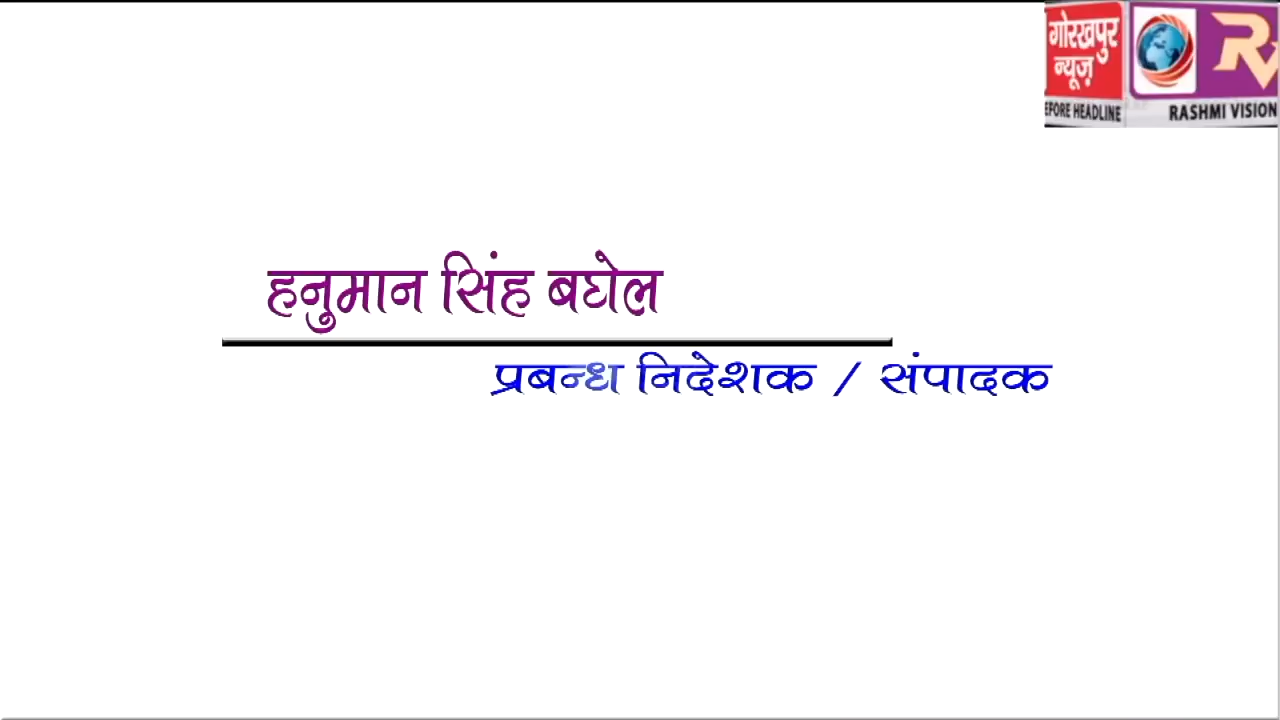 गोरखपुर
न्यूज़
EFORE HEADLINE
RASHMI VISION
हनुमान सिंह बघेल
प्रबन्ध निदेशक / संपादक